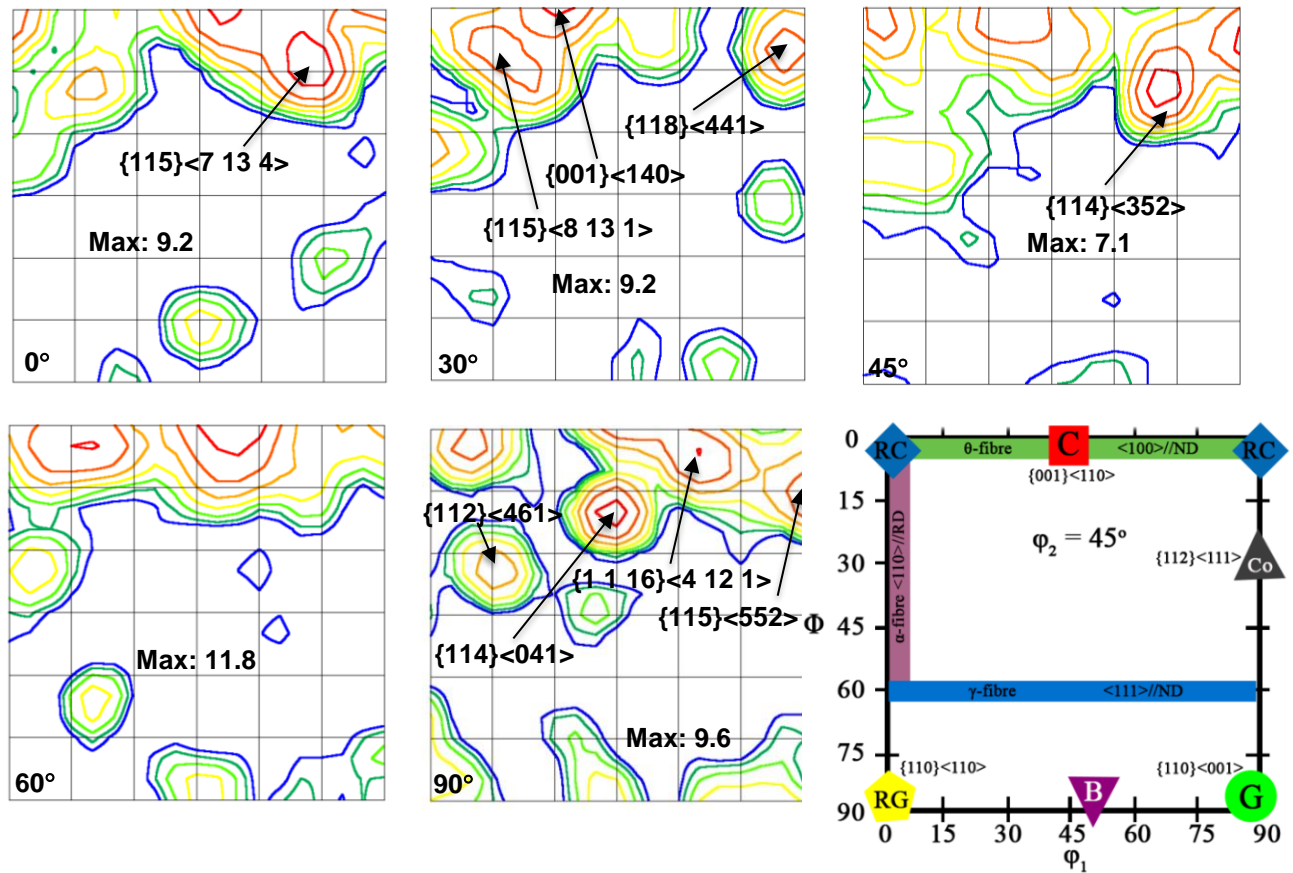 {115}<7 13 4>
Max: 9.2
0°
{118}<441>
{001}<140>
{115}<8 13 1>
Max: 9.2
30°
{114}<352>
Max: 7.1
45°
Max: 11.8
60°
{112}<461>
{1 1 16}<4 12 1>
{115}<552>
{114}<041>
Max: 9.6
90°
0
RC
θ-fibre
C
<100>//ND
RC
{001}<110>
15
φ2 = 45°
30
{112}<111>
Co
α-fibre <110>//RD
Φ
45
60
γ-fibre
<111>//ND
75
{110}<110>
{110}<001>
90
RG
B
G
0
15
30
45
60
75
90
φ1